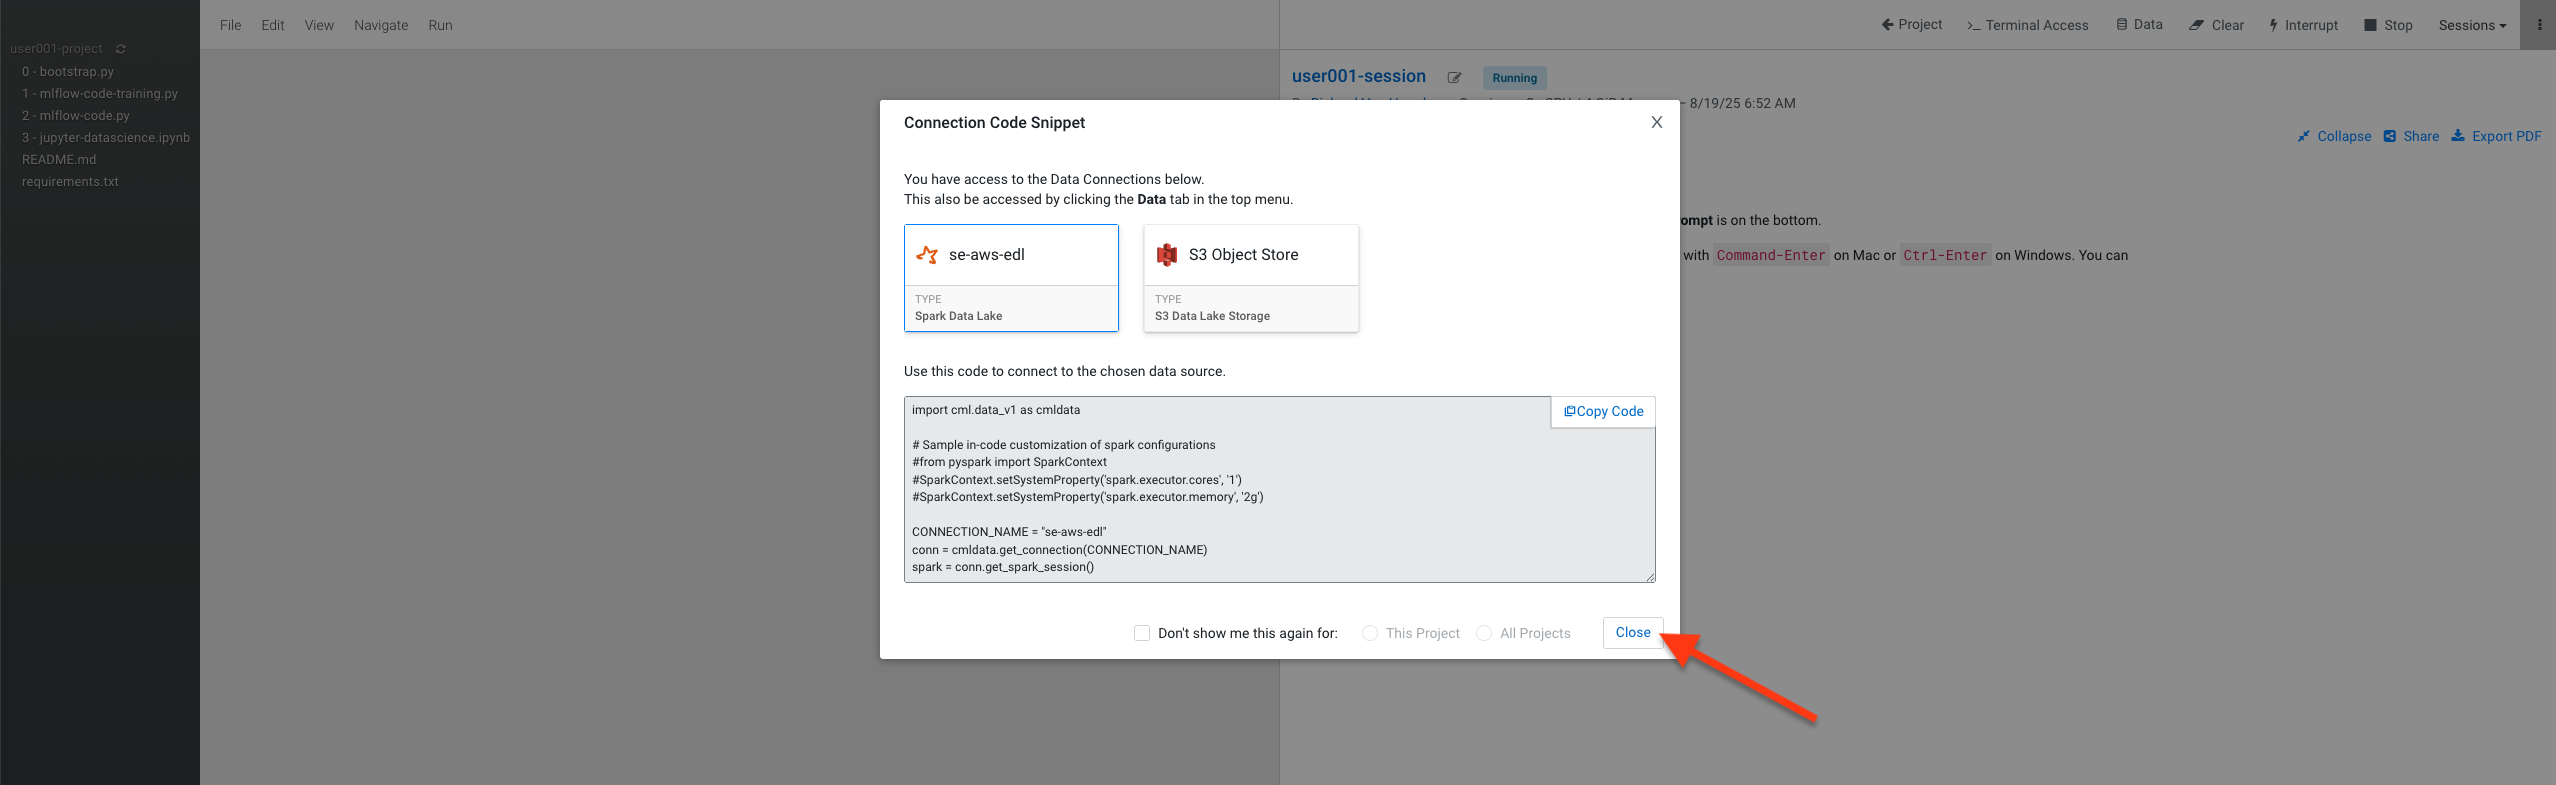 File Edit View Navigate Run
Project Terminal Access Data Clear Interrupt Stop Sessions
user001-project
0 - bootstrap.py
1 - mlflow-code-training.py
2 - mlflow-code.py
3 - jupyter-datascience.ipynb
README.md
requirements.txt
user001-session Running
– 8/19/25 6:52 AM
Collapse Share Export PDF
ompt is on the bottom.
with Command-Enter on Mac or Ctrl-Enter on Windows. You can
Connection Code Snippet X
You have access to the Data Connections below.
This also be accessed by clicking the Data tab in the top menu.
se-aws-edl
TYPE
Spark Data Lake
S3 Object Store
TYPE
S3 Data Lake Storage
Use this code to connect to the chosen data source.
Copy Code
import cml.data_v1 as cmldata
# Sample in-code customization of spark configurations
#from pyspark import SparkContext
#SparkContext.setSystemProperty('spark.executor.cores', '1')
#SparkContext.setSystemProperty('spark.executor.memory', '2g')
CONNECTION_NAME = "se-aws-edl"
conn = cmldata.get_connection(CONNECTION_NAME)
spark = conn.get_spark_session()
Don't show me this again for: This Project All Projects Close